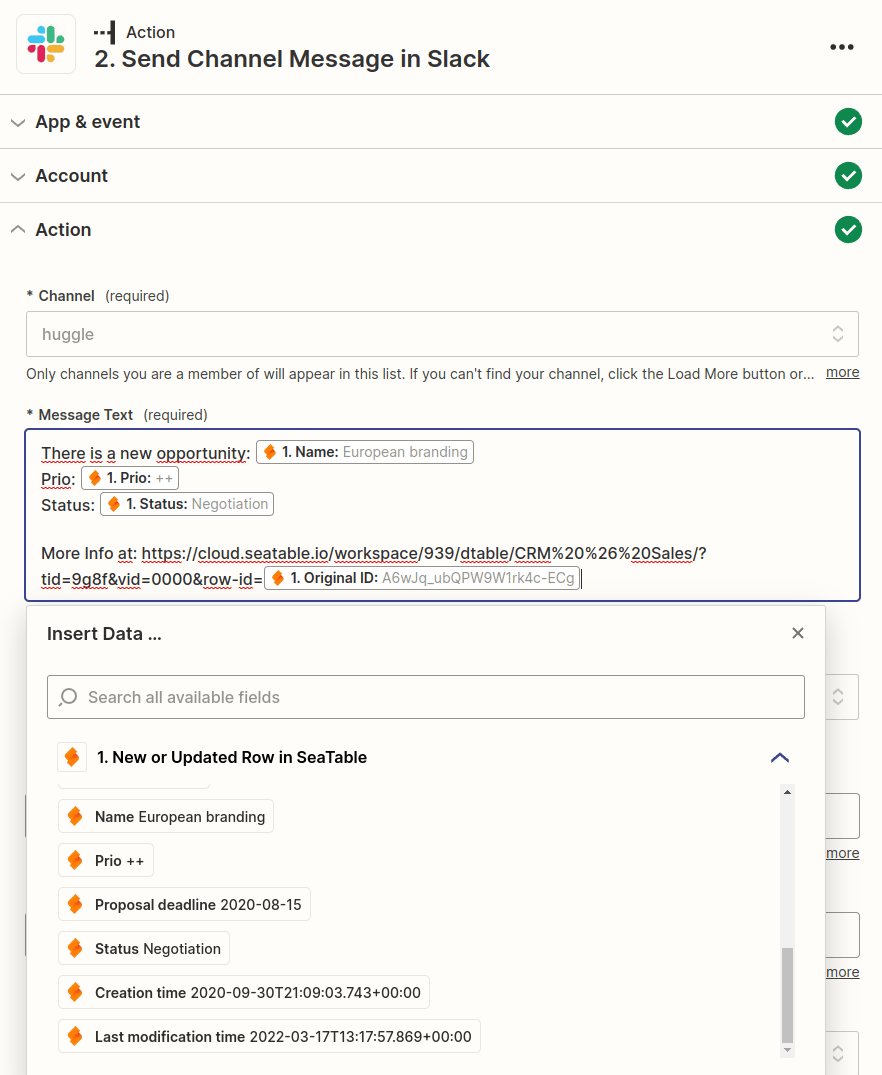 Action
2. Send Channel Message in Slack
App & event
Account
Action
* Channel (required)
huggle
Only channels you are a member of will appear in this list. If you can't find your channel, click the Load More button or... more
* Message Text (required)
There is a new opportunity: 1. Name: European branding
Prio: 1. Prio: ++
Status: 1. Status: Negotiation
More Info at: https://cloud.seatable.io/workspace/939/dtable/CRM%20%26%20Sales/?
tid=9g8f&vid=0000&row-id= 1. Original ID: A6wJq_ubQPW9W1rk4c-ECg
Insert Data ...
Search all available fields
1. New or Updated Row in SeaTable
Name European branding
Prio ++
more
Proposal deadline 2020-08-15
Status Negotiation
more
Creation time 2020-09-30T21:09:03.743+00:00
Last modification time 2022-03-17T13:17:57.869+00:00